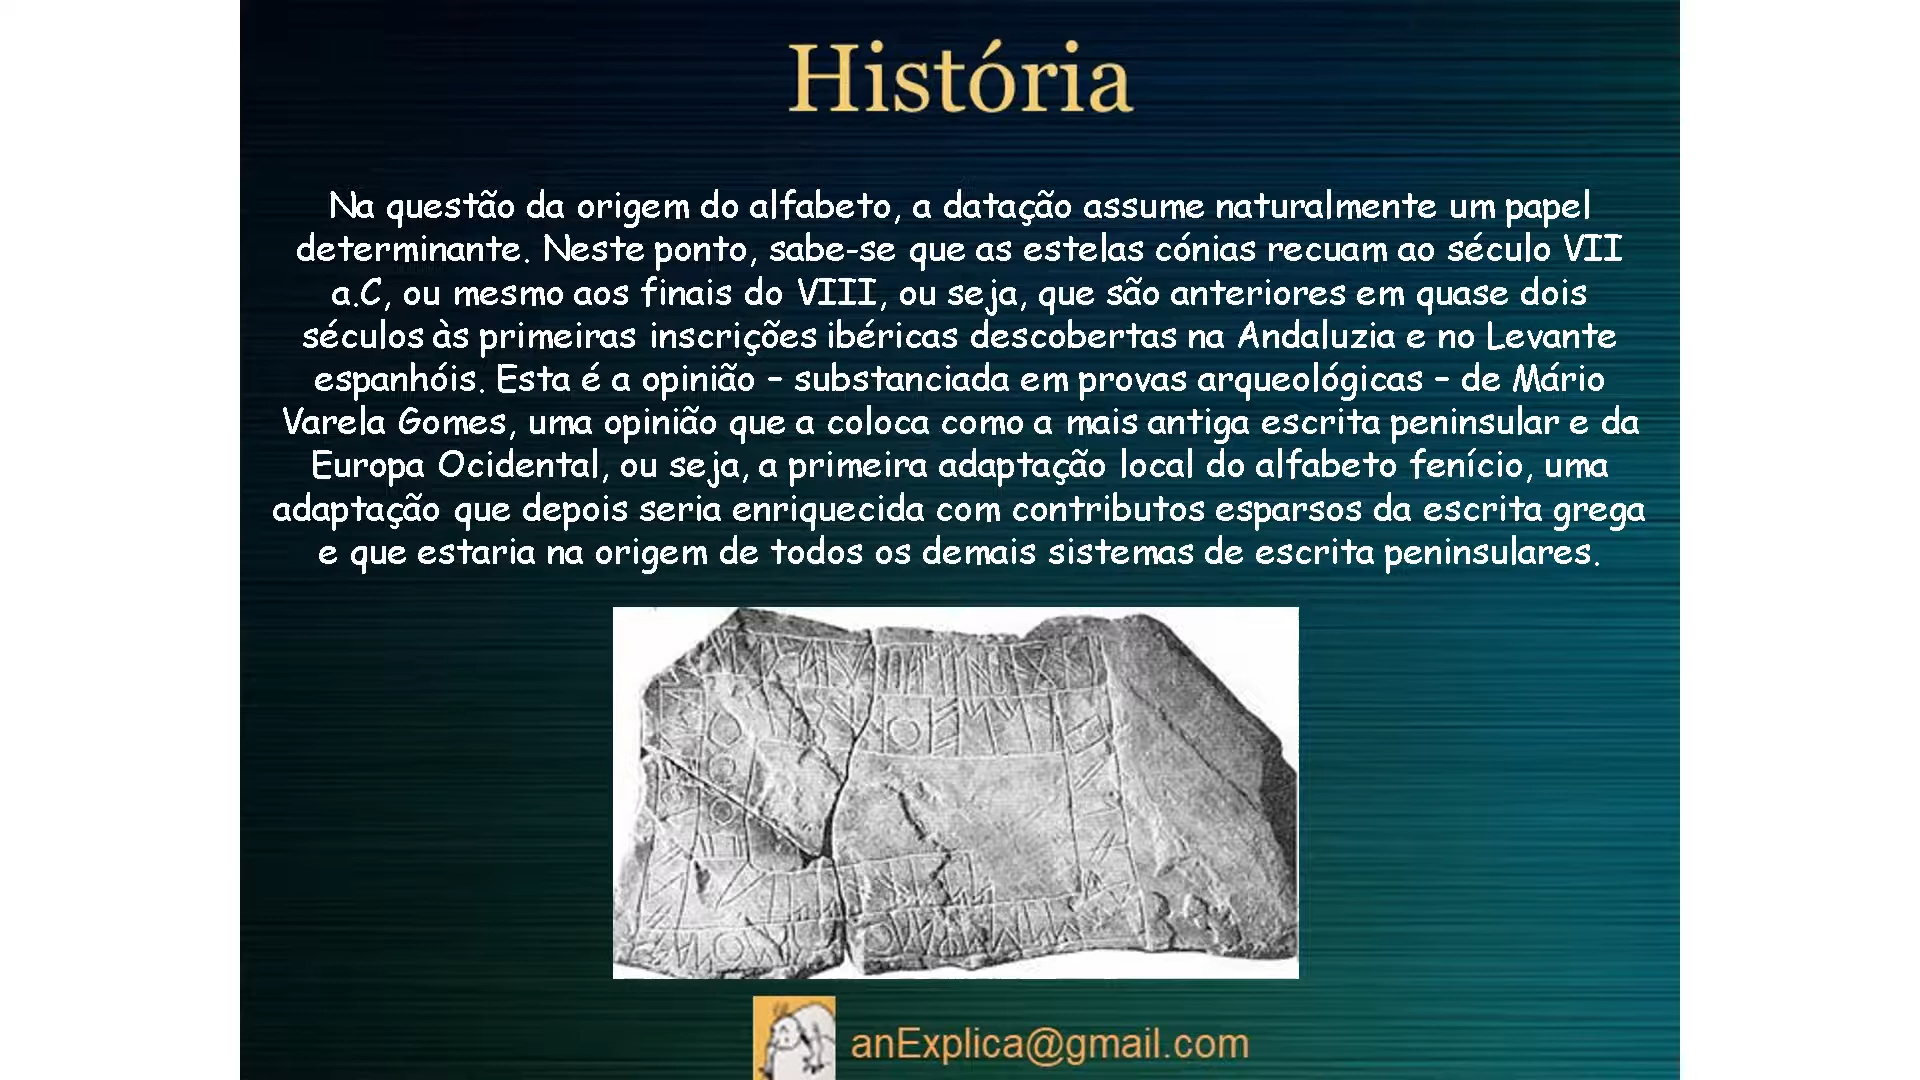 História
Na questão da origem do alfabeto, a datação assume naturalmente um papel
determinante. Neste ponto, sabe-se que as estelas cónias recuam ao século VII
a.C, ou mesmo aos finais do VIII, ou seja, que são anteriores em quase dois
séculos às primeiras inscrições ibéricas descobertas na Andaluzia e no Levante
espanhóis. Esta é a opinião – substanciada em provas arqueológicas – de Mário
Varela Gomes, uma opinião que a coloca como a mais antiga escrita peninsular e da
Europa Ocidental, ou seja, a primeira adaptação local do alfabeto fenício, uma
adaptação que depois seria enriquecida com contributos esparsos da escrita grega
e que estaria na origem de todos os demais sistemas de escrita peninsulares.
anExplica@gmail.com